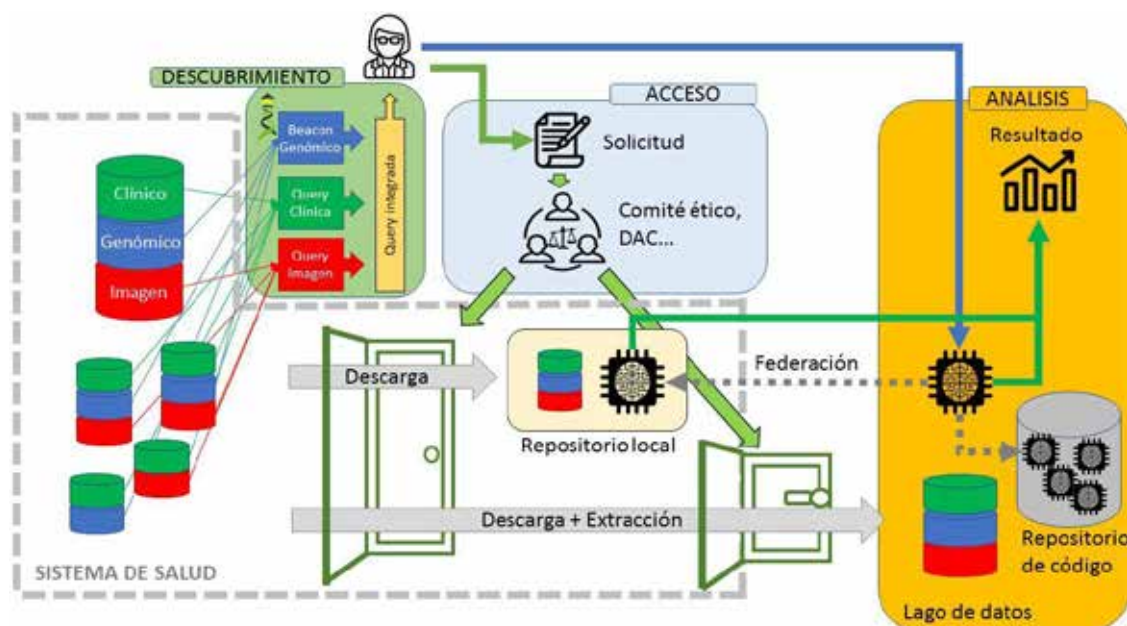 DESCUBRIMIENTO
ACCESO
ANALISIS
Beacon
Genómico
Query
Clínica
Query
Imagen
Query integrada
Clínico
Genómico
Imagen
Solicitud
Comité ético,
DAC...
Resultado
Descarga
Repositorio local
Federación
Descarga + Extracción
Repositorio
de código
SISTEMA DE SALUD
Lago de datos